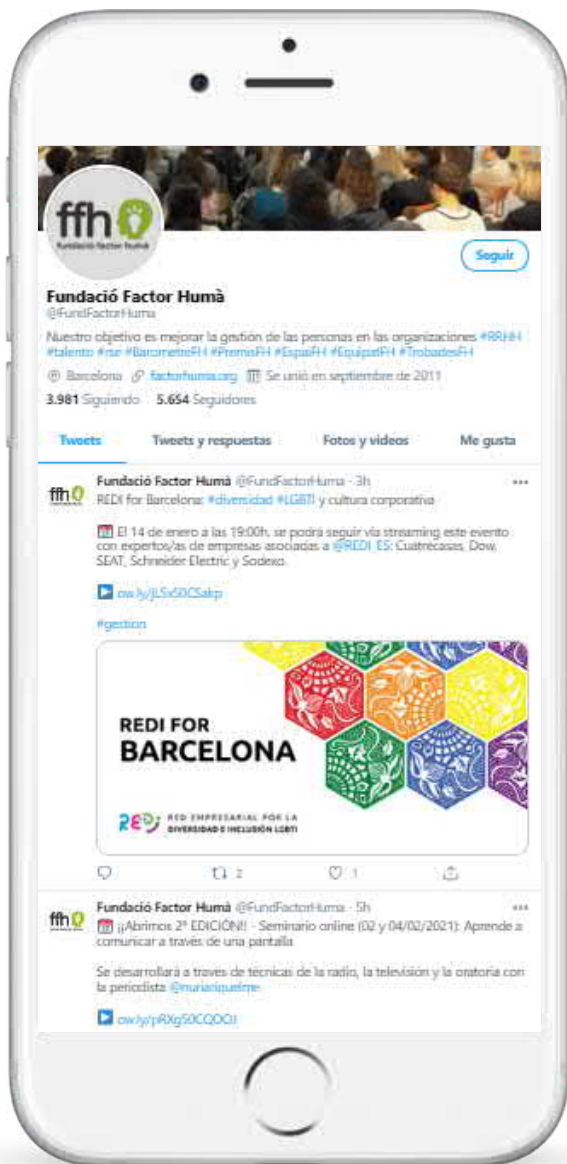 ffh
fundació factor humà
Seguir
Fundació Factor Humà
@FundFactorHuma
Nuestro objetivo es mejorar la gestión de las personas en las organizaciones #RRHH
#talento #rse #BarometreFH #PremisFH #EspaiFH #EquipatFH #TrobadesFH
Barcelona factorhuma.org Se unió en septiembre de 2011
3.981 Siguiendo 5.654 Seguidores
Tweets Tweets y respuestas Fotos y videos Me gusta
ffh
Fundació Factor Humà @FundFactorHuma · 3h
REDI for Barcelona: #diversidad #LGBTI y cultura corporativa
El 14 de enero a las 19:00h, se podrá seguir vía streaming este evento
con expertos/as de empresas asociadas a @REDI_ES: Cuatrecasas, Dow,
SEAT, Schneider Electric y Sodexo.
ow.ly/jLSx50CSakp
#gestion
REDI FOR
BARCELONA
REDi RED EMPRESARIAL POR LA
DIVERSIDAD E INCLUSIÓN LGBTI
2 1
ffh
Fundació Factor Humà @FundFactorHuma · 5h
¡¡Abrimos 2ª EDICIÓN!! - Seminario online (02 y 04/02/2021): Aprende a
comunicar a través de una pantalla
Se desarrollará a través de técnicas de la radio, la televisión y la oratoria con
la periodista @nuriariquelme
ow.ly/pRXg50CQOOJ